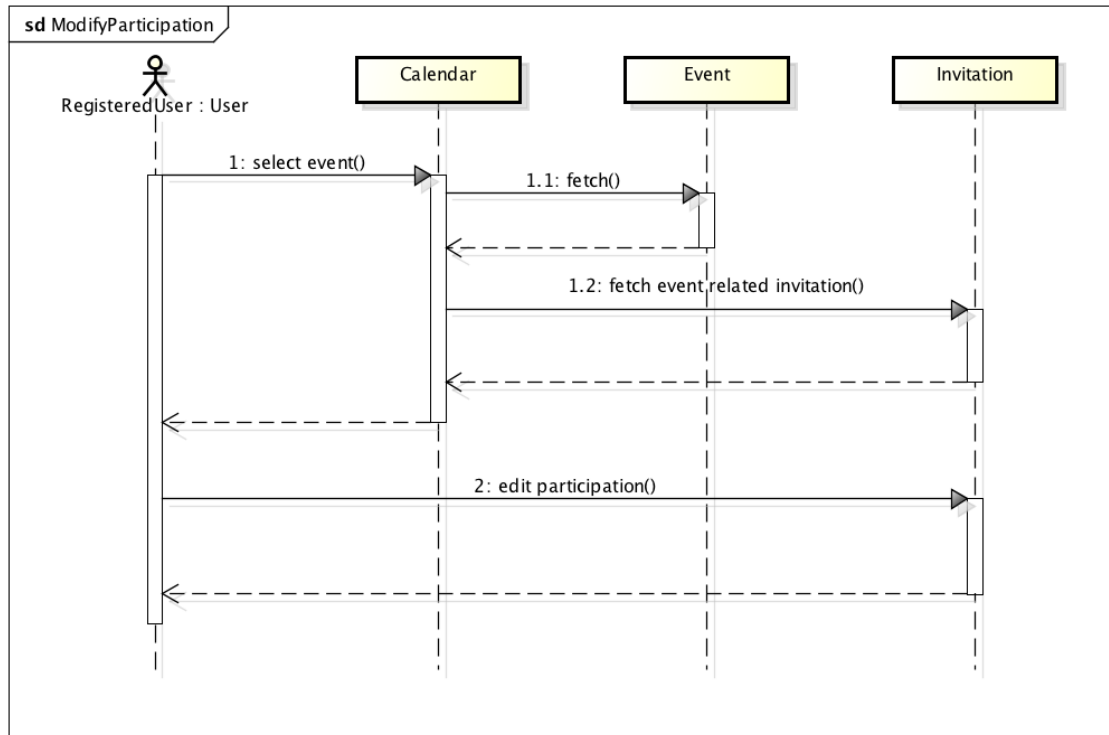 sd ModifyParticipation
RegisteredUser : User
Calendar
Event
Invitation
1: select event()
1.1: fetch()
1.2: fetch event related invitation()
2: edit participation()